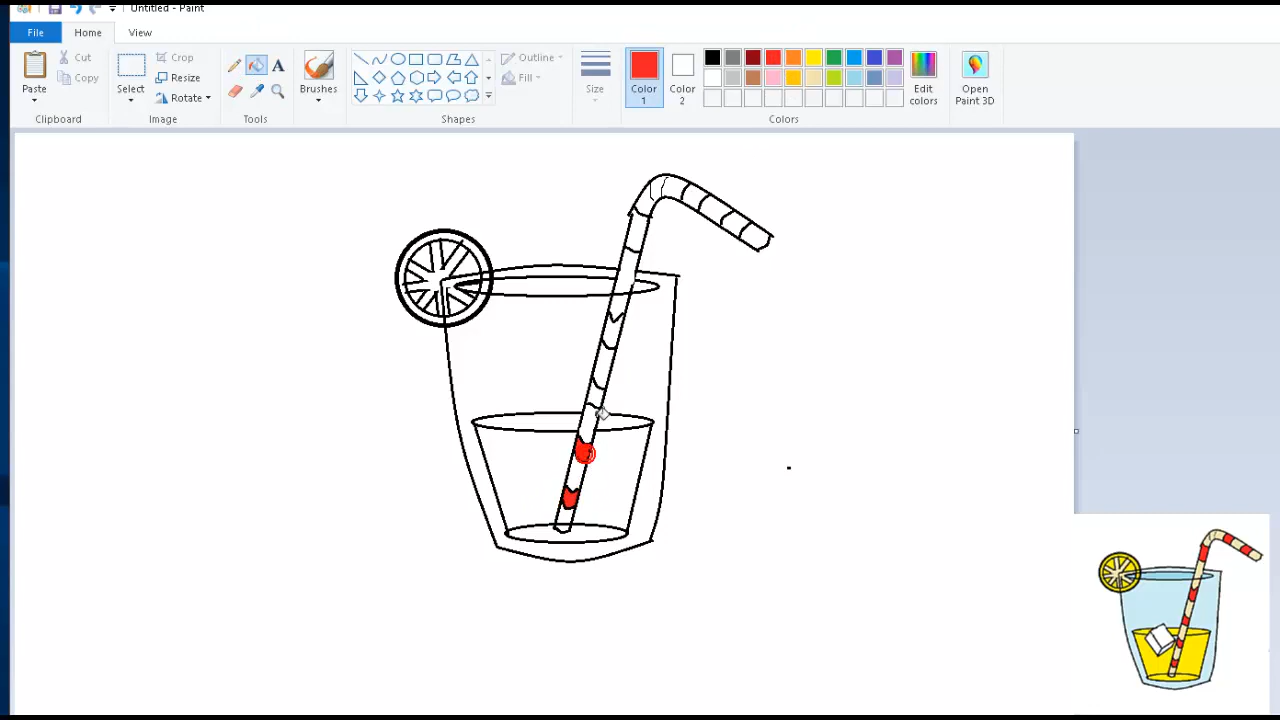 Untitled - Paint
File Home View
Paste
Cut
Copy
Clipboard
Select
Crop
Resize
Rotate
Image
A
Tools
Brushes
Outline
Fill
Shapes
Size
Color 1
Color 2
Edit colors
Colors
Open Paint 3D